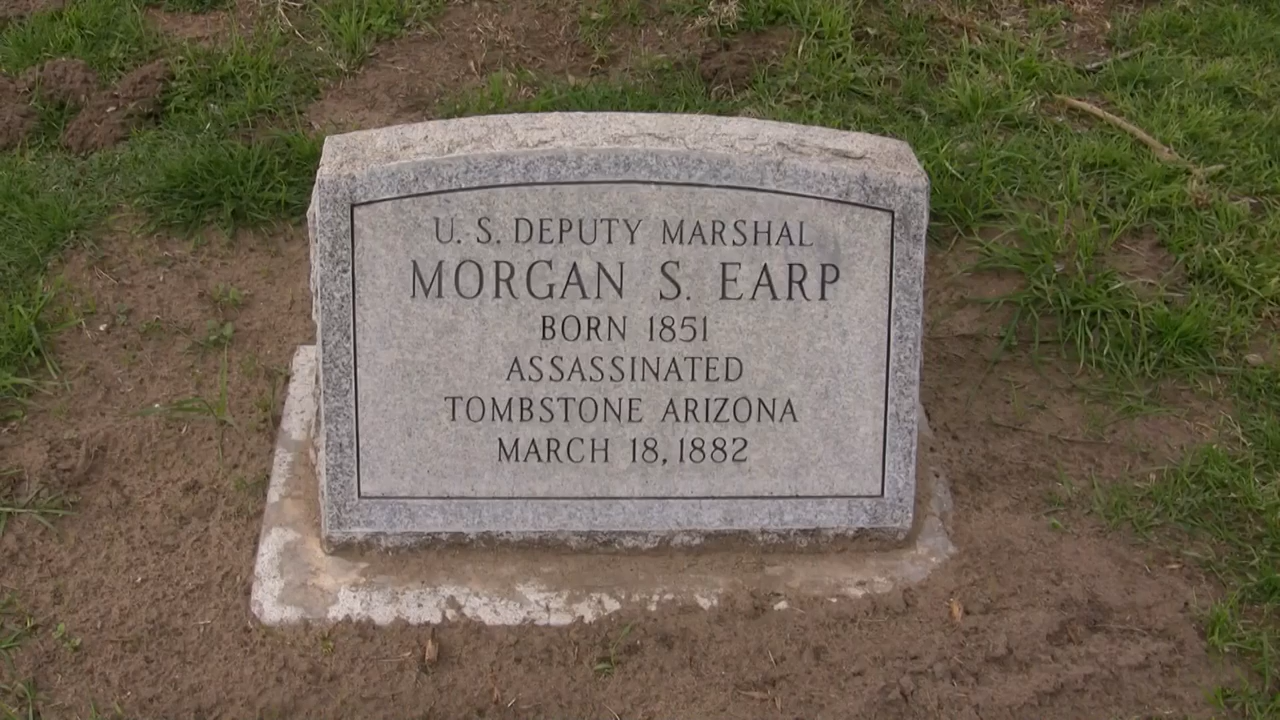 U. S. DEPUTY MARSHAL
MORGAN S. EARP
BORN 1851
ASSASSINATED
TOMBSTONE ARIZONA
MARCH 18, 1882